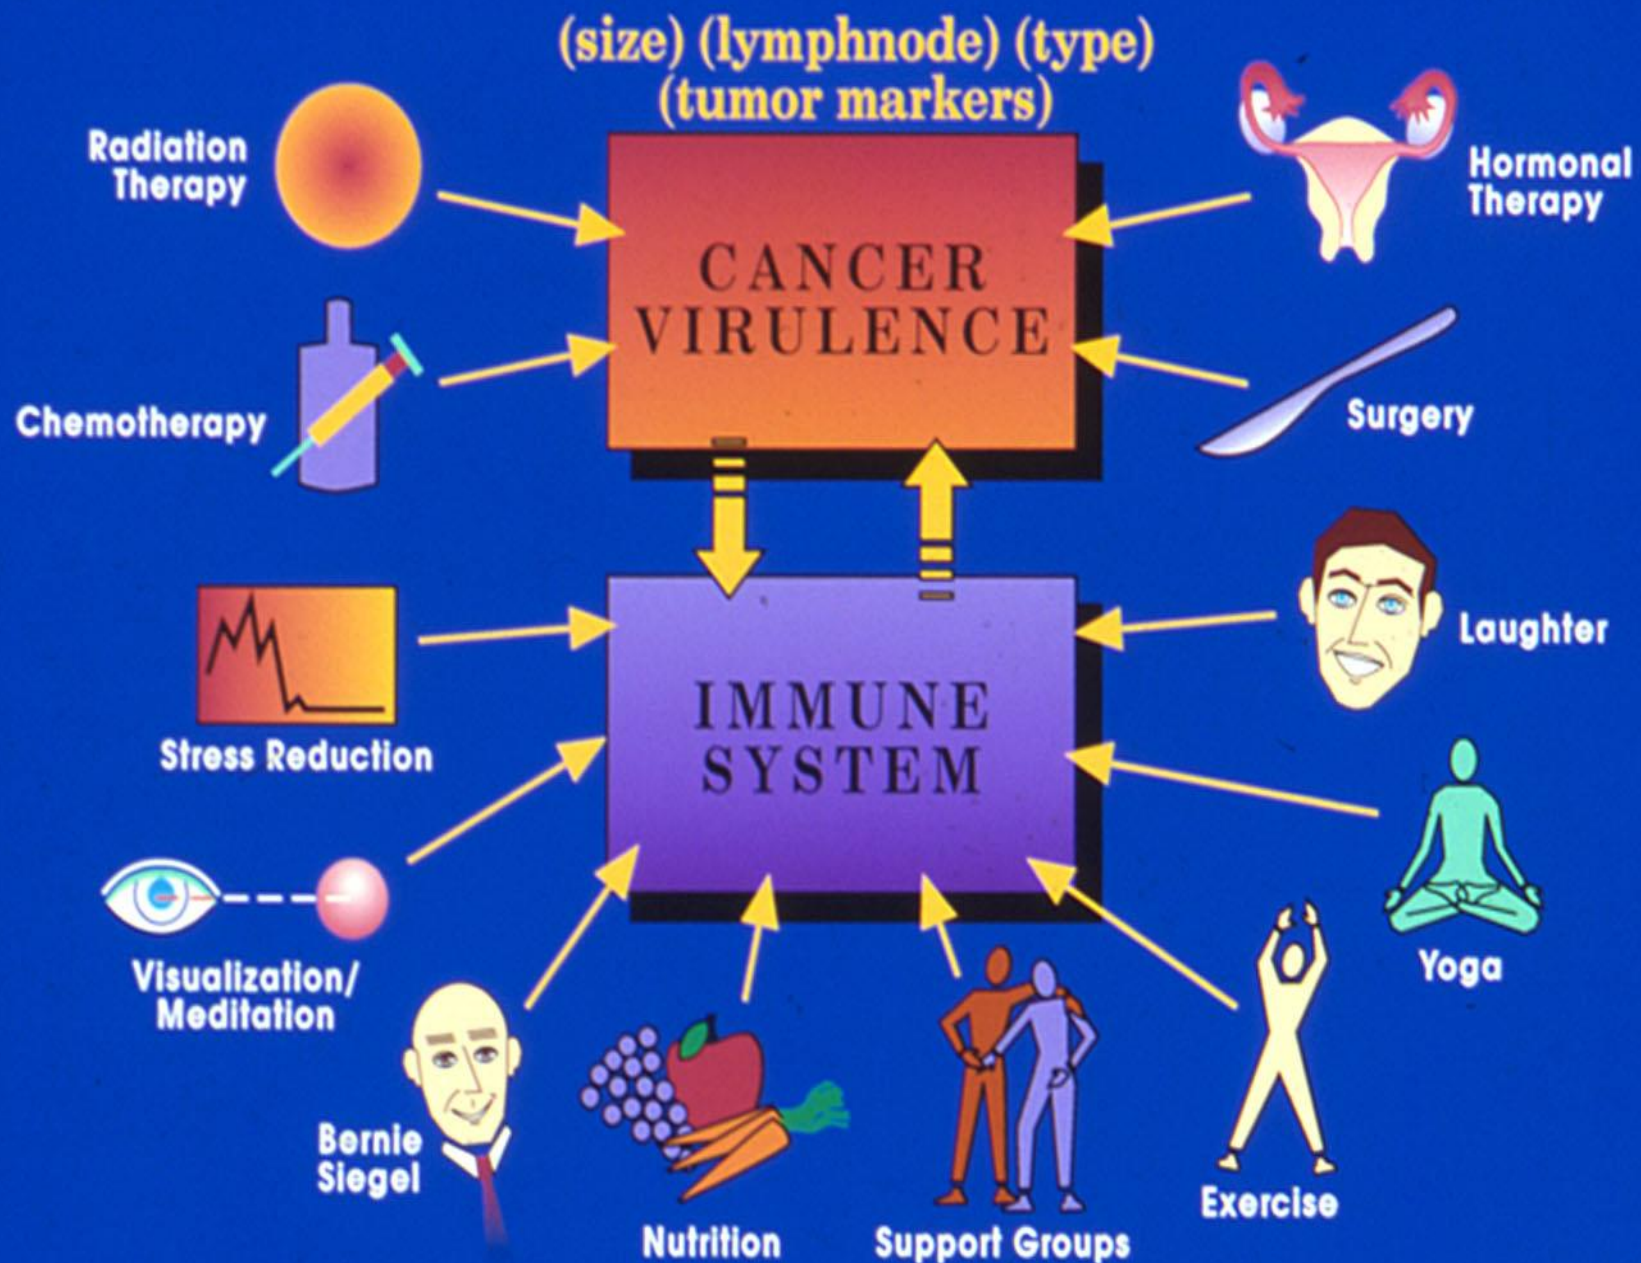 (size) (lymphnode) (type)
(tumor markers)
Radiation
Therapy
Hormonal
Therapy
CANCER
VIRULENCE
Chemotherapy
Surgery
Laughter
IMMUNE
SYSTEM
Stress Reduction
Yoga
Visualization/
Meditation
Bernie
Siegel
Exercise
Nutrition
Support Groups